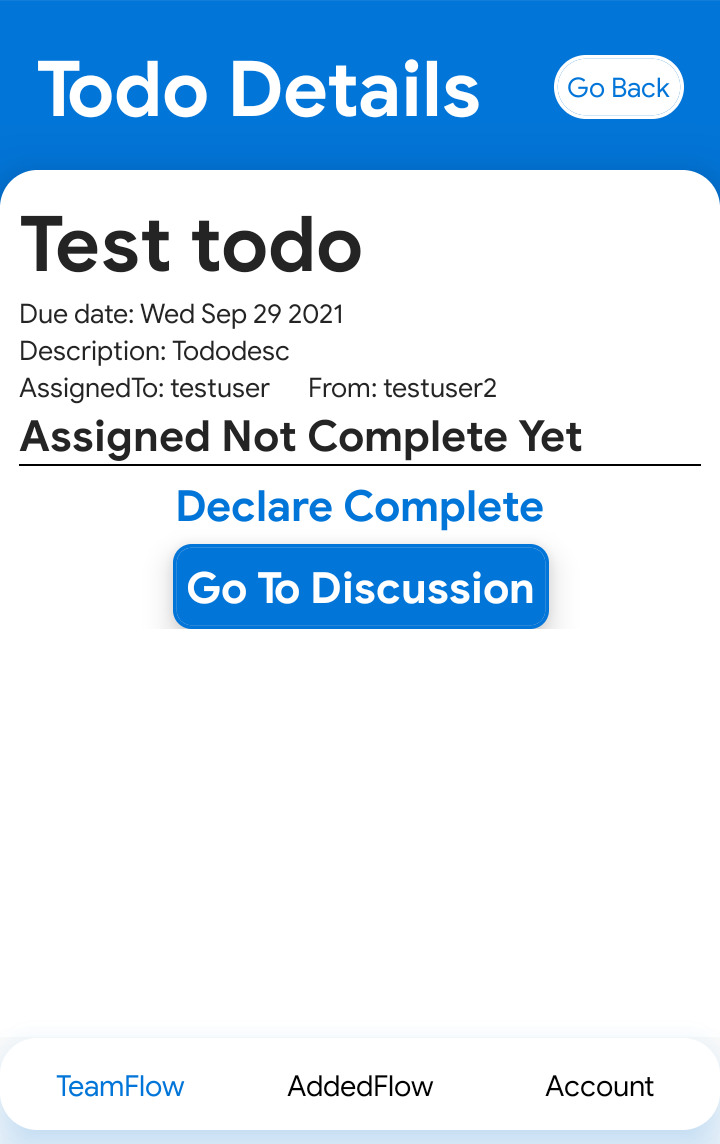 Todo Details
Go Back
Test todo
Due date: Wed Sep 29 2021
Description: Tododesc
AssignedTo: testuser From: testuser2
Assigned Not Complete Yet
Declare Complete
Go To Discussion
TeamFlow AddedFlow Account